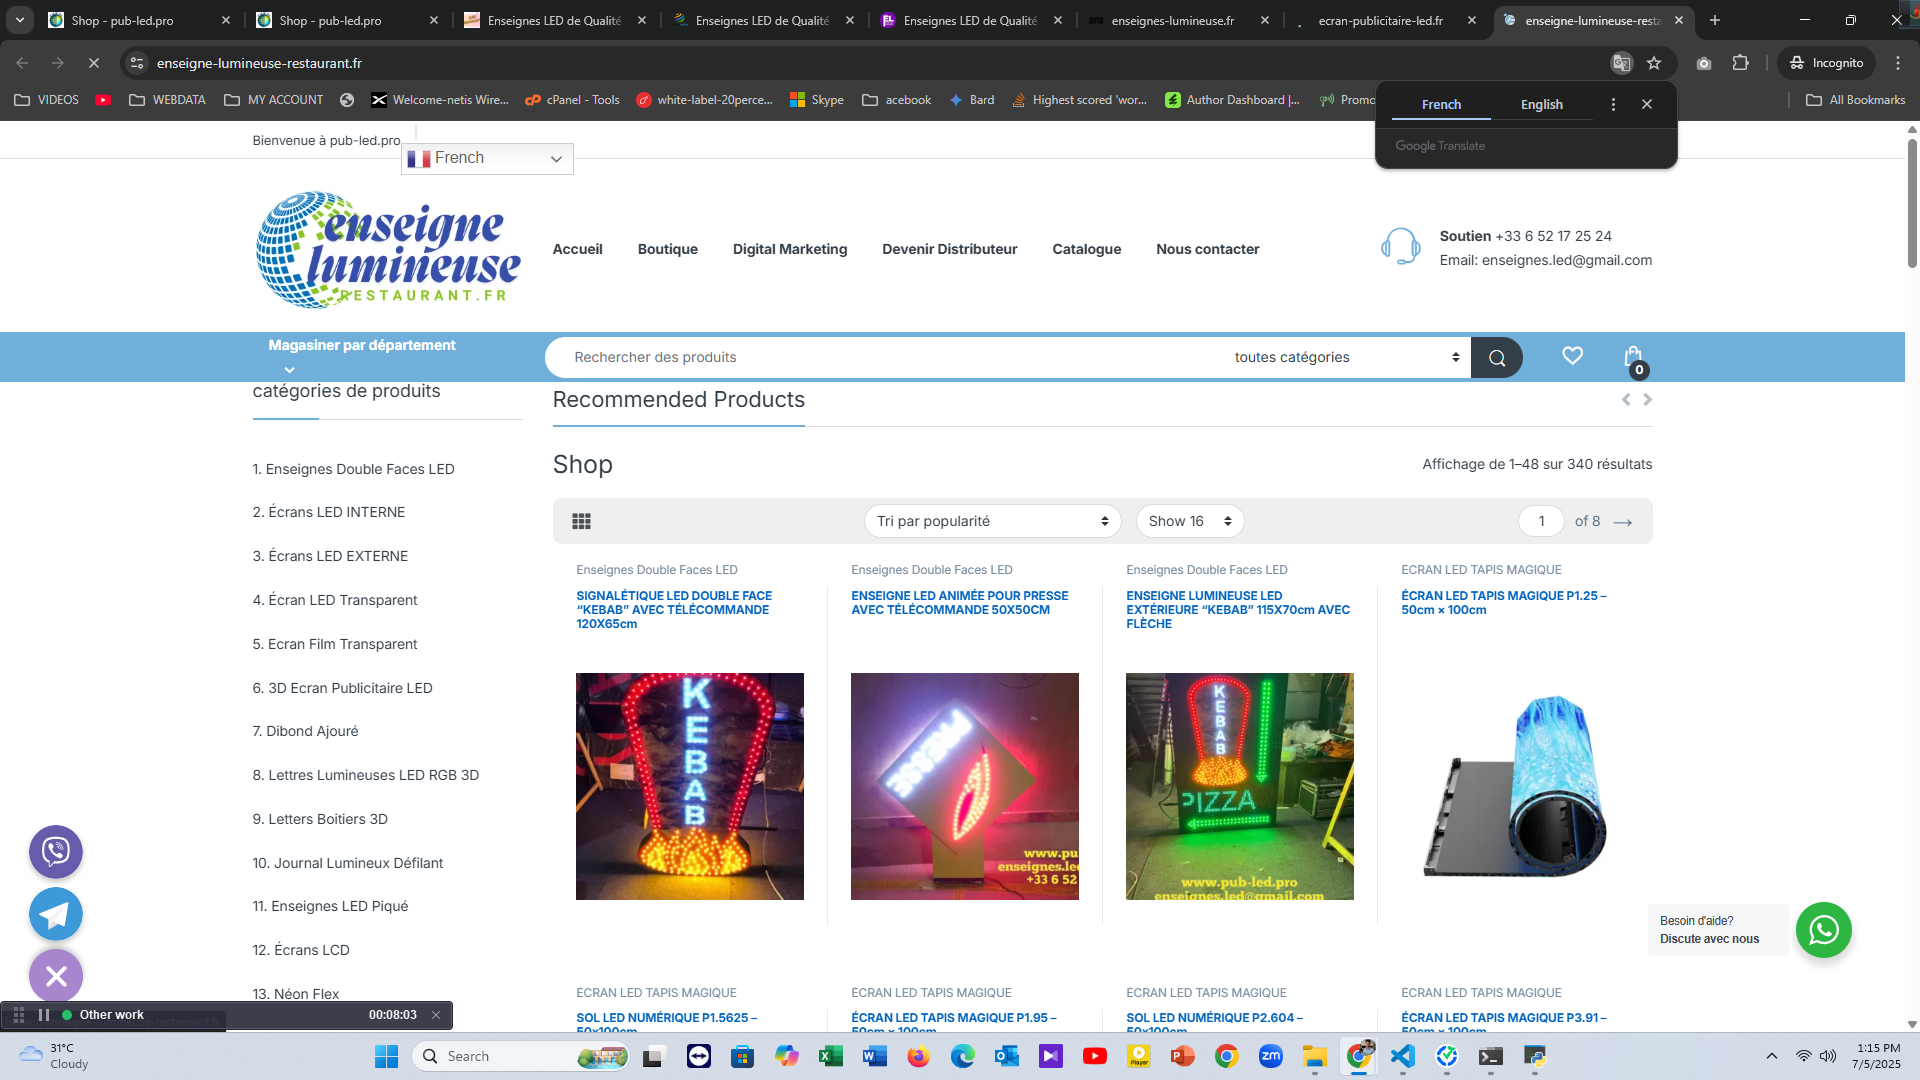 Shop - pub-led.pro
Shop - pub-led.pro
Enseignes LED de Qualité
Enseignes LED de Qualité
Enseignes LED de Qualité
enseignes-lumineuse.fr
ecran-publicitaire-led.fr
enseigne-lumineuse-resta
enseigne-lumineuse-restaurant.fr
Incognito
VIDEOS
WEBDATA
MY ACCOUNT
Welcome-netis Wire...
cPanel - Tools
white-label-20perce...
Skype
acebook
Bard
Highest scored 'wor...
Author Dashboard |...
Promo
All Bookmarks
French
English
Google Translate
Bienvenue à pub-led.pro
French
enseigne
lumineuse
RESTAURANT.FR
Accueil
Boutique
Digital Marketing
Devenir Distributeur
Catalogue
Nous contacter
Soutien +33 6 52 17 25 24
Email: enseignes.led@gmail.com
Magasiner par département
Rechercher des produits
toutes catégories
0
catégories de produits
1. Enseignes Double Faces LED
2. Écrans LED INTERNE
3. Écrans LED EXTERNE
4. Écran LED Transparent
5. Ecran Film Transparent
6. 3D Ecran Publicitaire LED
7. Dibond Ajouré
8. Lettres Lumineuses LED RGB 3D
9. Letters Boitiers 3D
10. Journal Lumineux Défilant
11. Enseignes LED Piqué
12. Écrans LCD
13. Néon Flex
Recommended Products
Shop
Affichage de 1–48 sur 340 résultats
Tri par popularité
Show 16
1
of 8
Enseignes Double Faces LED
SIGNALÉTIQUE LED DOUBLE FACE
“KEBAB” AVEC TÉLÉCOMMANDE
120X65cm
KEBAB
Enseignes Double Faces LED
ENSEIGNE LED ANIMÉE POUR PRESSE
AVEC TÉLÉCOMMANDE 50X50CM
PRESSE
www.pu
enseignes.le
+33 6 52
Enseignes Double Faces LED
ENSEIGNE LUMINEUSE LED
EXTÉRIEURE “KEBAB” 115X70cm AVEC
FLÈCHE
KEBAB
PIZZA
www.pub-led.pro
enseignes.led@gmail.com
ECRAN LED TAPIS MAGIQUE
ÉCRAN LED TAPIS MAGIQUE P1.25 –
50cm × 100cm
ECRAN LED TAPIS MAGIQUE
SOL LED NUMÉRIQUE P1.5625 –
50x100cm
ECRAN LED TAPIS MAGIQUE
ÉCRAN LED TAPIS MAGIQUE P1.95 –
50cm × 100cm
ECRAN LED TAPIS MAGIQUE
SOL LED NUMÉRIQUE P2.604 –
50x100cm
ECRAN LED TAPIS MAGIQUE
ÉCRAN LED TAPIS MAGIQUE P3.91 –
50cm × 100cm
Besoin d'aide?
Discute avec nous
Other work
00:08:03
31°C
Cloudy
Search
1:15 PM
7/5/2025